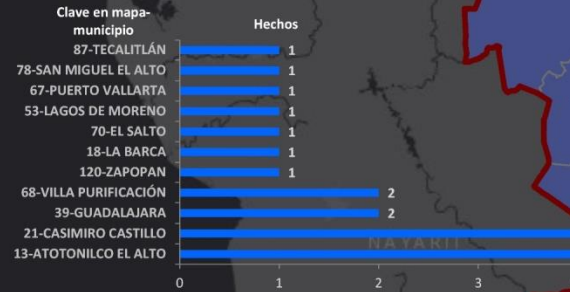 Clave en mapa-
municipio
Hechos
87-TECALITLÁN 1
78-SAN MIGUEL EL ALTO 1
67-PUERTO VALLARTA 1
53-LAGOS DE MORENO 1
70-EL SALTO 1
18-LA BARCA 1
120-ZAPOPAN 1
68-VILLA PURIFICACIÓN 2
39-GUADALAJARA 2
21-CASIMIRO CASTILLO
NAYARIT
13-ATOTONILCO EL ALTO
0 1 2 3